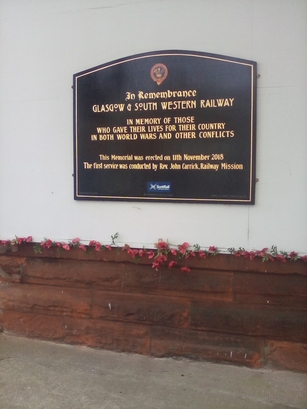 In Remembrance
GLASGOW & SOUTH WESTERN RAILWAY
IN MEMORY OF THOSE
WHO GAVE THEIR LIVES FOR THEIR COUNTRY
IN BOTH WORLD WARS AND OTHER CONFLICTS
This Memorial was erected on 11th November 2018
The first service was conducted by Rev. John Carrick, Railway Mission
ScotRail